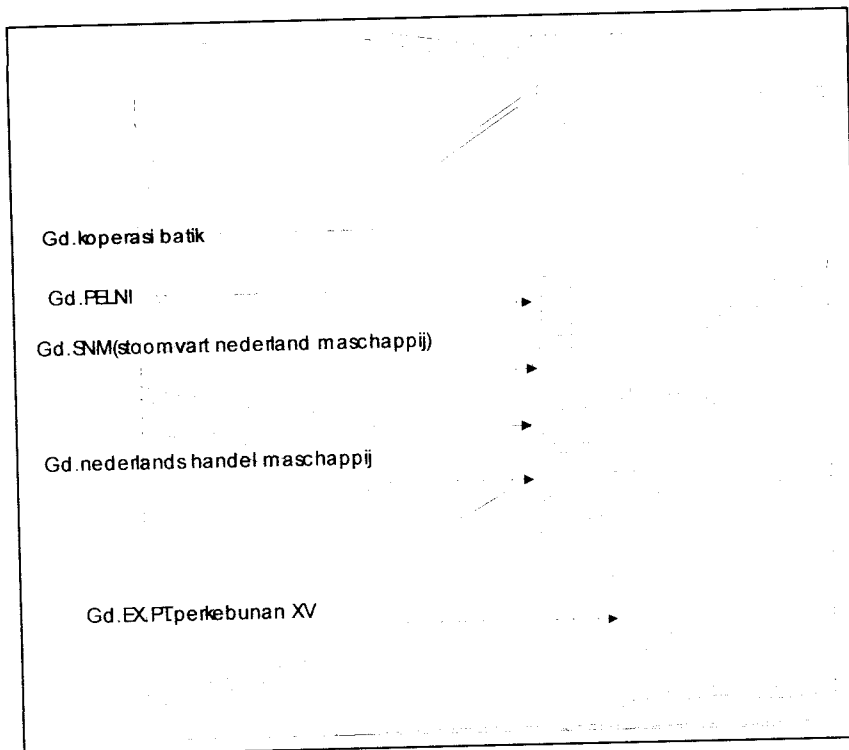 Gd.koperasi batik
Gd.PELNI
Gd.SNM(stoomvart nederland maschappij)
Gd.nederlands handel maschappij
Gd.EX.PT.perkebunan XV